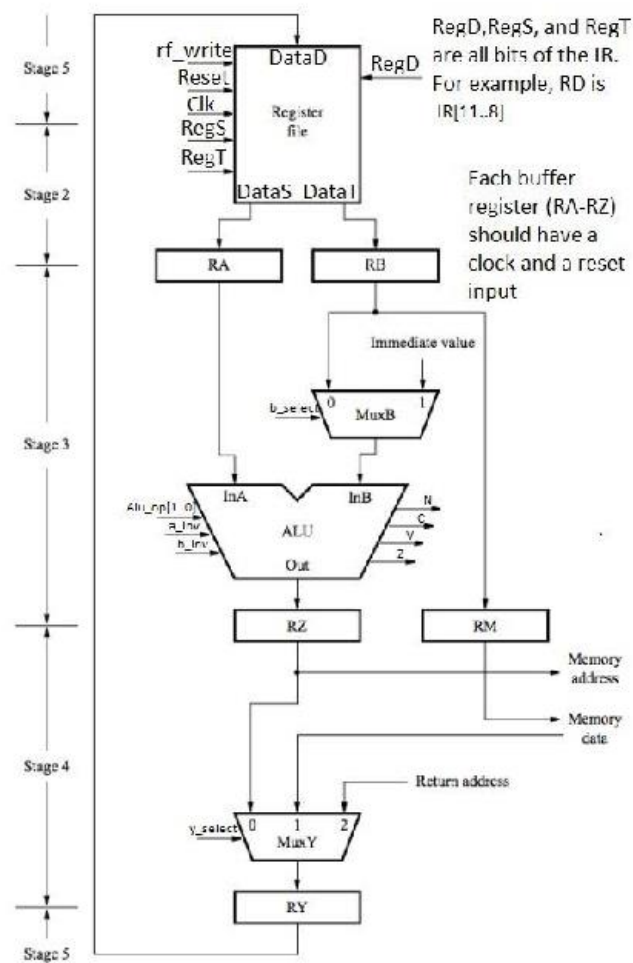 RegD,RegS, and RegT
are all bits of the IR.
For example, RD is
IR[11..8]
Stage 5
rf_write
Reset
Clk
RegS
RegT
DataD
RegD
Register
file
DataS DataT
Stage 2
Each buffer
register (RA-RZ)
should have a
clock and a reset
input
RA
RB
Immediate value
b_select
0
1
MuxB
Stage 3
InA
InB
Alu_op[1..0]
a_inv
b_inv
ALU
N
C
V
Z
Out
RZ
RM
Memory
address
Memory
data
Stage 4
Return address
y_select
0
1
2
MuxY
RY
Stage 5